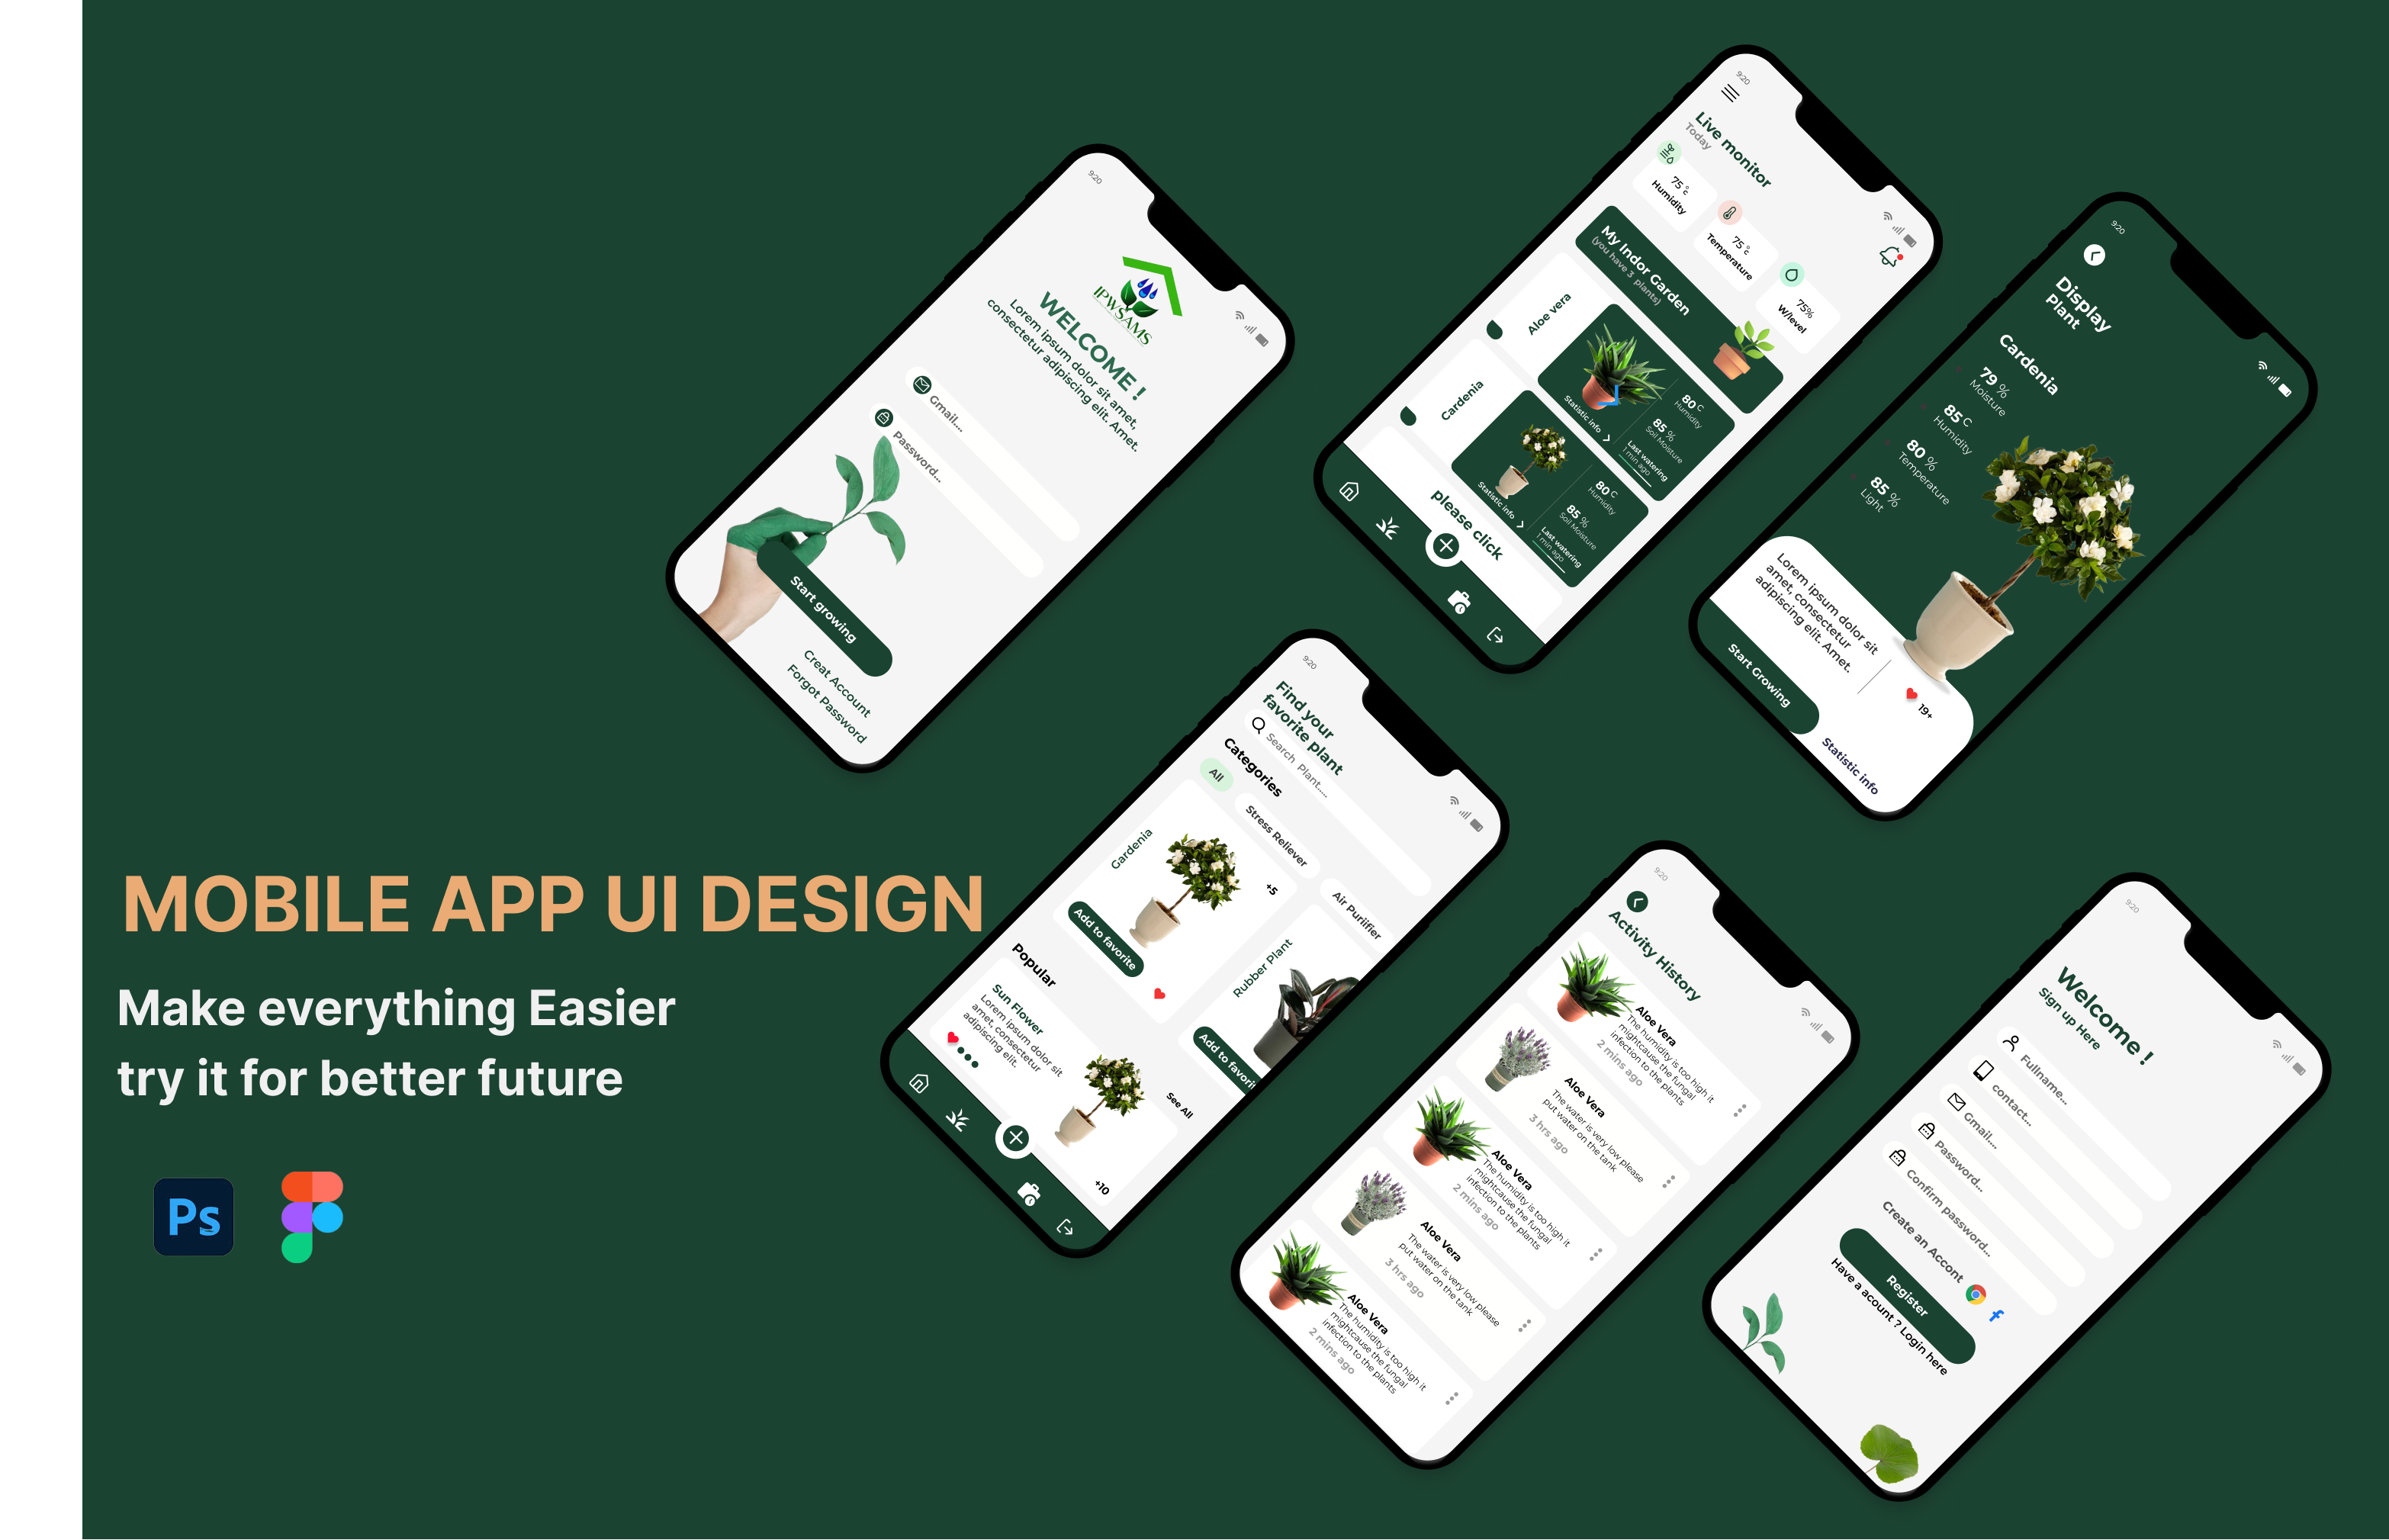 MOBILE APP UI DESIGN
Make everything Easier
try it for better future
Ps
9:20
IPWSAMS
WELCOME !
Lorem ipsum dolor sit amet,
consectetur adipiscing elit. Amet.
Gmail....
Password...
Start growing
Creat Account
Forgot Password
9:20
Live monitor
Today
75 °c
Humidity
75 °c
Temperature
75%
W/level
My Indor Garden
(you have 3 plants)
Aloe vera
Statistic info
80 C
Humidity
85 %
Soil Moisture
Last watering
1 min ago
Cardenia
Statistic info
80 C
Humidity
85 %
Soil Moisture
Last watering
1 min ago
please click
9:20
Display
Plant
Cardenia
79 %
Moisture
85 C
Humidity
80 %
Temperature
85 %
Light
Lorem ipsum dolor sit
amet, consectetur
adipiscing elit. Amet.
19+
Start Growing
Statistic info
9:20
Find your
favorite plant
Search Plant....
Categories
All
Stress Reliever
Air Puriifier
Gardenia
+5
Add to favorite
Rubber Plant
Add to favorit
Popular
See All
Sun Flower
Lorem ipsum dolor sit
amet, consectetur
adipiscing elit.
+10
9:20
Activity History
Aloe Vera
The humidity is too high it
mightcause the fungal
infection to the plants
2 mins ago
Aloe Vera
The water is very low please
put water on the tank
3 hrs ago
Aloe Vera
The humidity is too high it
mightcause the fungal
infection to the plants
2 mins ago
Aloe Vera
The water is very low please
put water on the tank
3 hrs ago
Aloe Vera
The humidity is too high it
mightcause the fungal
infection to the plants
2 mins ago
9:20
Welcome !
Sign up Here
Fullname...
contact...
Gmail....
Password...
Confirm password...
Create an Accont
Register
Have a acount ? Login here